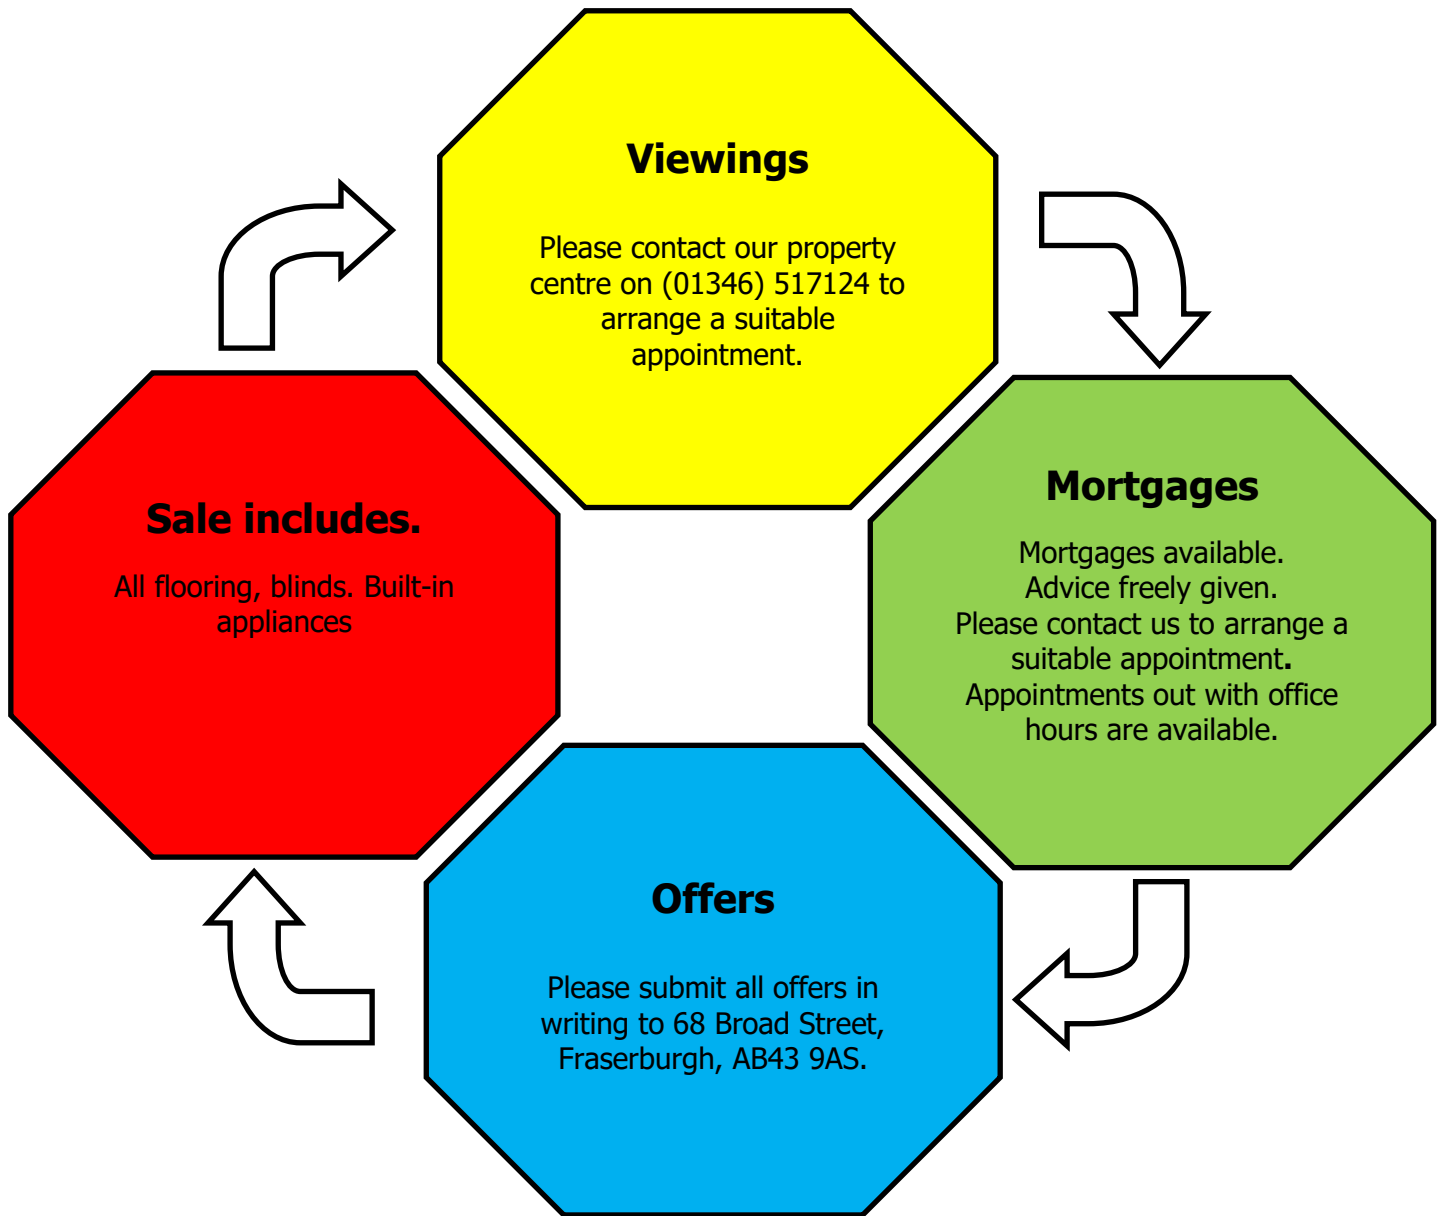 Viewings
Please contact our property
centre on (01346) 517124 to
arrange a suitable
appointment.
Mortgages
Mortgages available.
Advice freely given.
Please contact us to arrange a
suitable appointment.
Appointments out with office
hours are available.
Offers
Please submit all offers in
writing to 68 Broad Street,
Fraserburgh, AB43 9AS.
Sale includes.
All flooring, blinds. Built-in
appliances